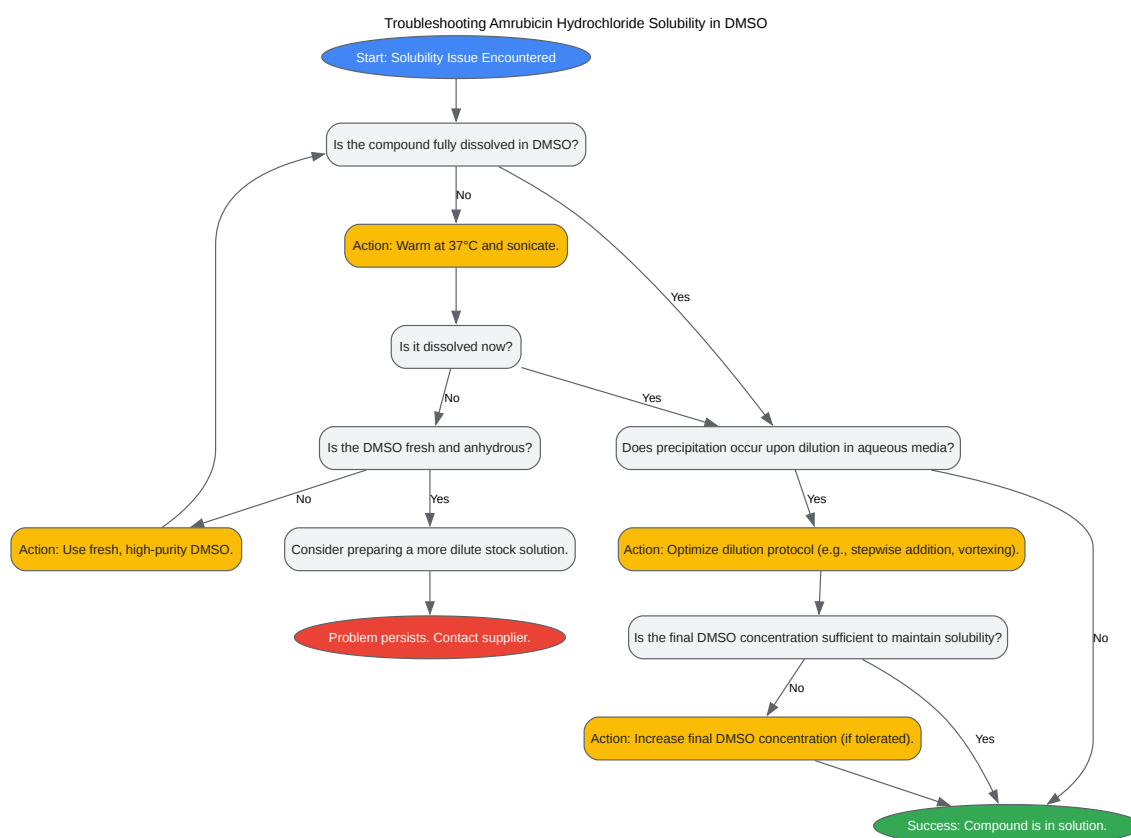 Troubleshooting Amrubicin Hydrochloride Solubility in DMSO
Start: Solubility Issue Encountered
Is the compound fully dissolved in DMSO?
No
Action: Warm at 37°C and sonicate.
Yes
Is it dissolved now?
No
Yes
Is the DMSO fresh and anhydrous?
Does precipitation occur upon dilution in aqueous media?
No
Yes
Yes
Action: Use fresh, high-purity DMSO.
Consider preparing a more dilute stock solution.
Action: Optimize dilution protocol (e.g., stepwise addition, vortexing).
Problem persists. Contact supplier.
Is the final DMSO concentration sufficient to maintain solubility?
No
No
Action: Increase final DMSO concentration (if tolerated).
Yes
Success: Compound is in solution.